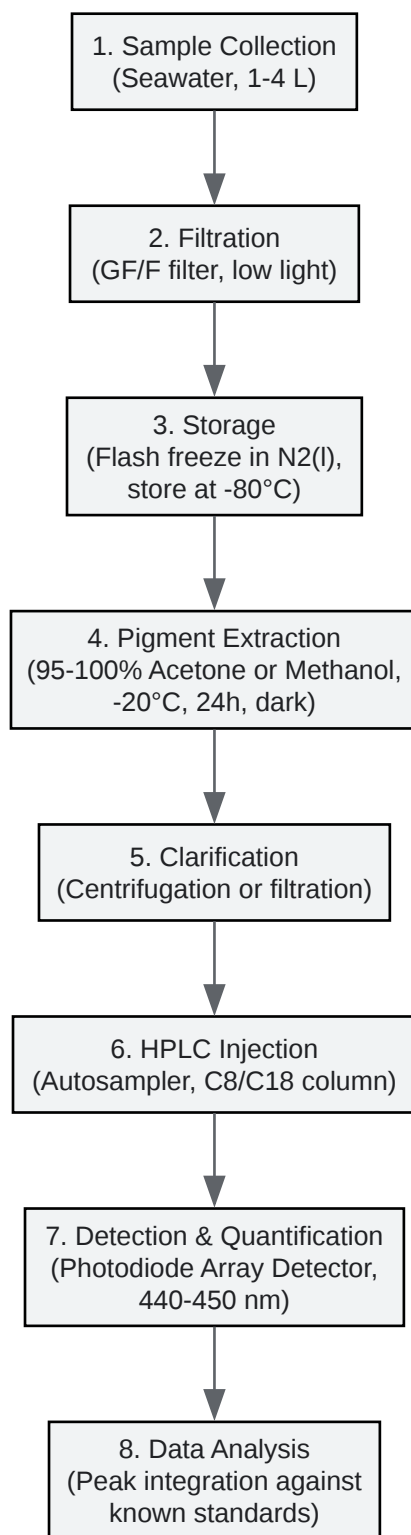 1. Sample Collection
(Seawater, 1-4 L)
2. Filtration
(GF/F filter, low light)
3. Storage
(Flash freeze in N2(l),
store at -80°C)
4. Pigment Extraction
(95-100% Acetone or Methanol,
-20°C, 24h, dark)
5. Clarification
(Centrifugation or filtration)
6. HPLC Injection
(Autosampler, C8/C18 column)
7. Detection & Quantification
(Photodiode Array Detector,
440-450 nm)
8. Data Analysis
(Peak integration against
known standards)